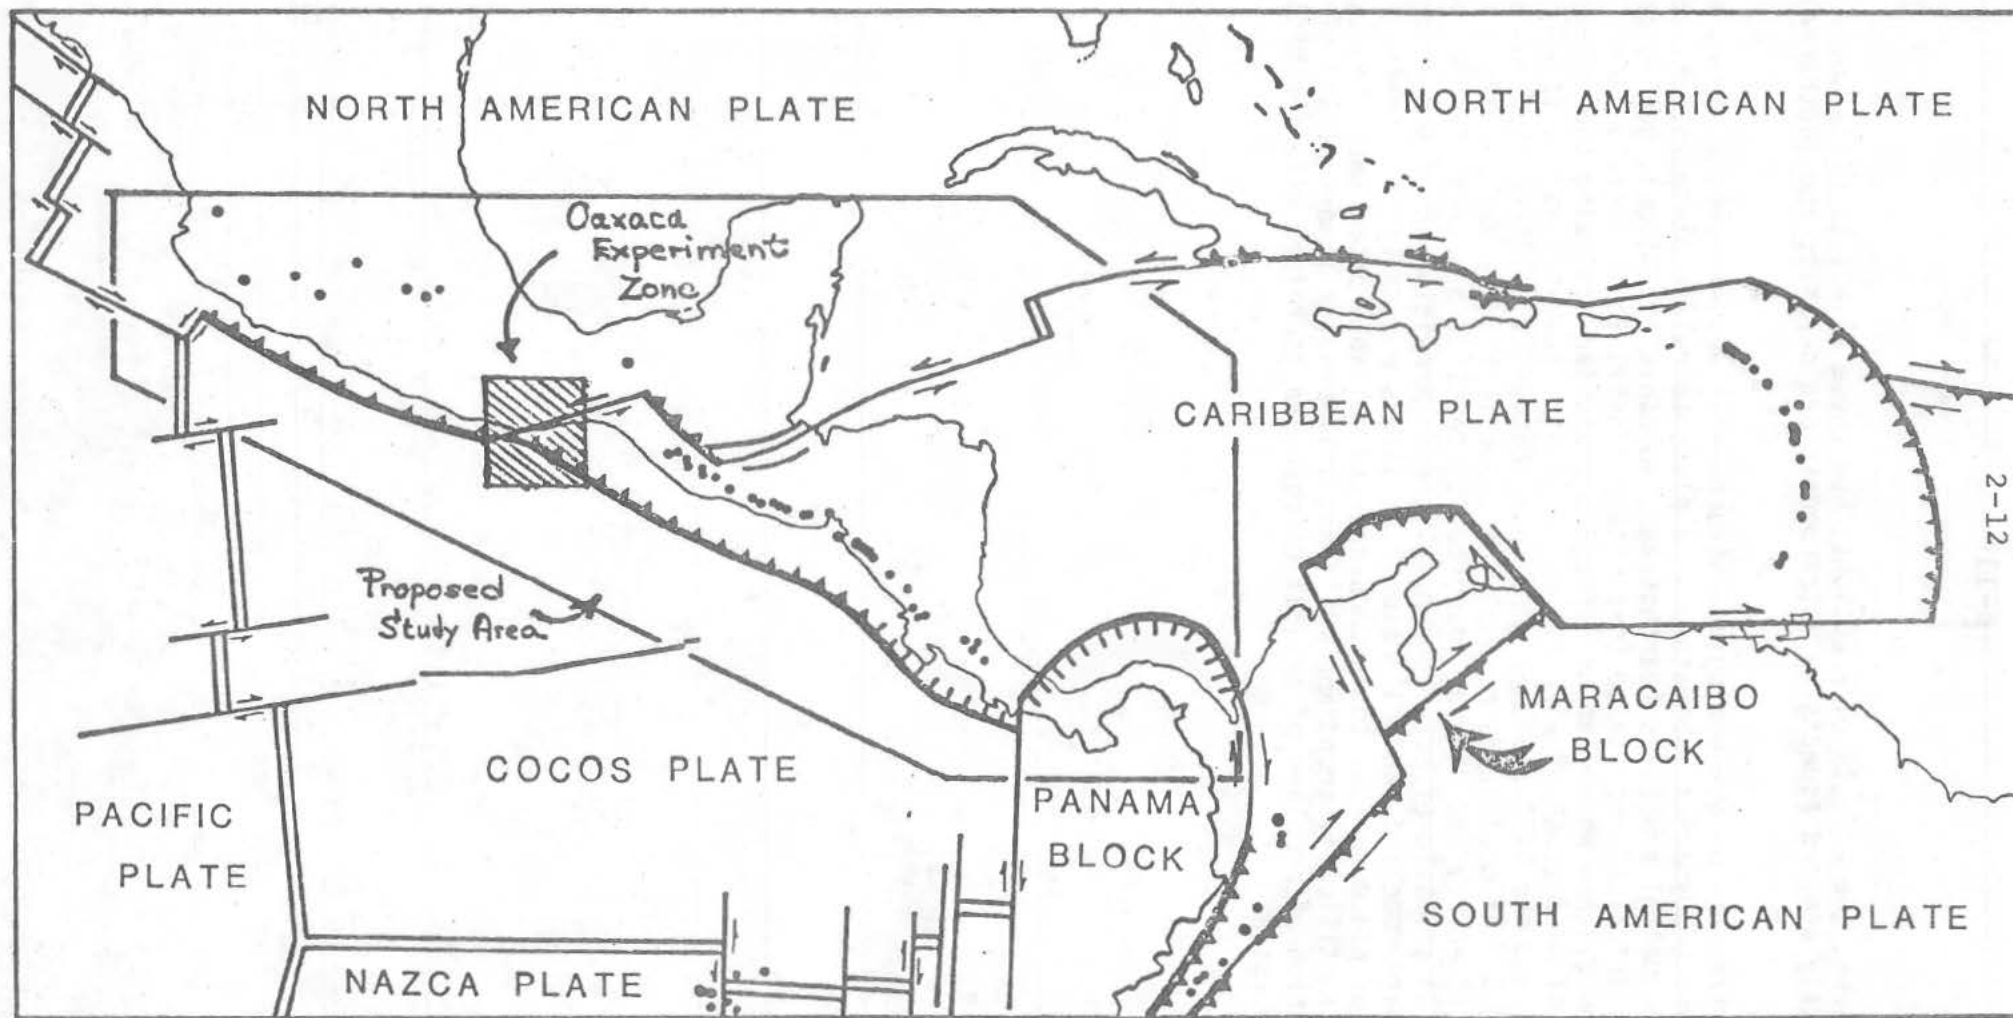 NORTH AMERICAN PLATE
NORTH AMERICAN PLATE
Oaxaca
Experiment
Zone
CARIBBEAN PLATE
2-12
Proposed
Study Area
MARACAIBO
BLOCK
COCOS PLATE
PANAMA
BLOCK
PACIFIC
PLATE
SOUTH AMERICAN PLATE
NAZCA PLATE